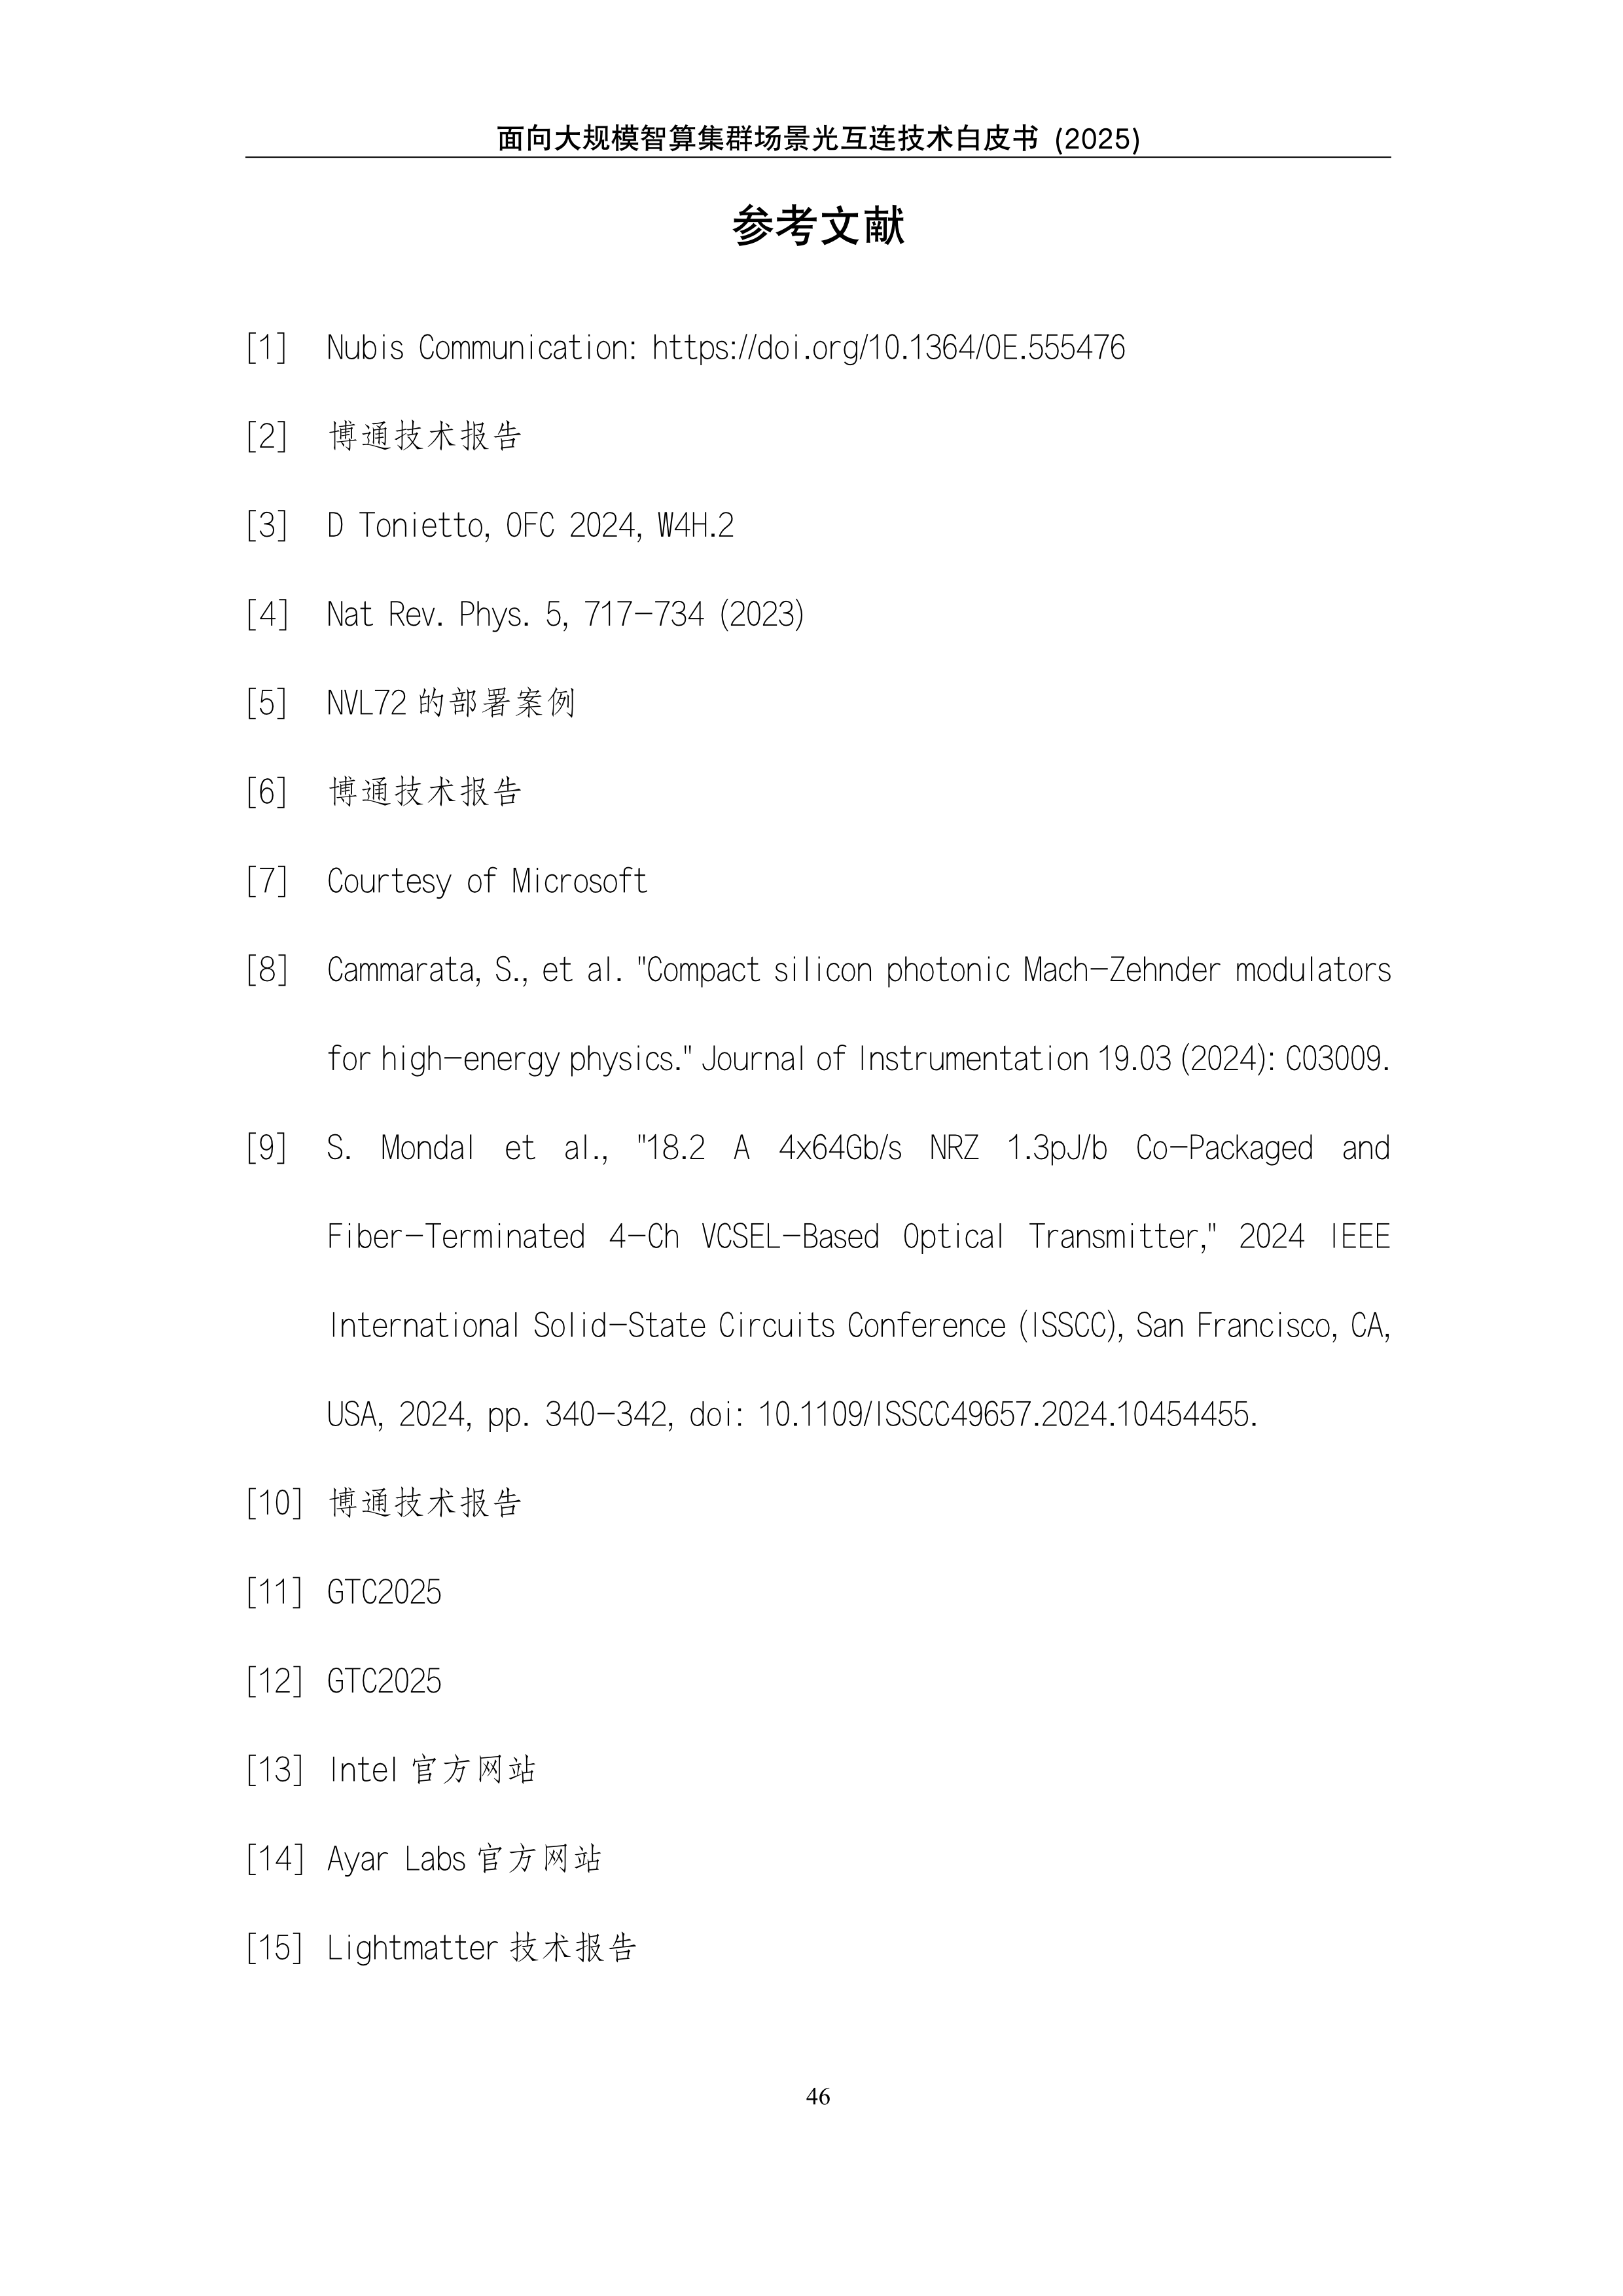 面向大规模智算集群场景光互连技术白皮书 (2025)
参考文献
[1] Nubis Communication: https://doi.org/10.1364/OE.555476
[2] 博通技术报告
[3] D Tonietto, OFC 2024, W4H.2
[4] Nat Rev. Phys. 5, 717-734 (2023)
[5] NVL72 的部署案例
[6] 博通技术报告
[7] Courtesy of Microsoft
[8] Cammarata, S., et al. "Compact silicon photonic Mach-Zehnder modulators
for high-energy physics." Journal of Instrumentation 19.03 (2024): C03009.
[9] S. Mondal et al., "18.2 A 4x64Gb/s NRZ 1.3pJ/b Co-Packaged and
Fiber-Terminated 4-Ch VCSEL-Based Optical Transmitter," 2024 IEEE
International Solid-State Circuits Conference (ISSCC), San Francisco, CA,
USA, 2024, pp. 340-342, doi: 10.1109/ISSCC49657.2024.10454455.
[10] 博通技术报告
[11] GTC2025
[12] GTC2025
[13] Intel 官方网站
[14] Ayar Labs 官方网站
[15] Lightmatter 技术报告
46